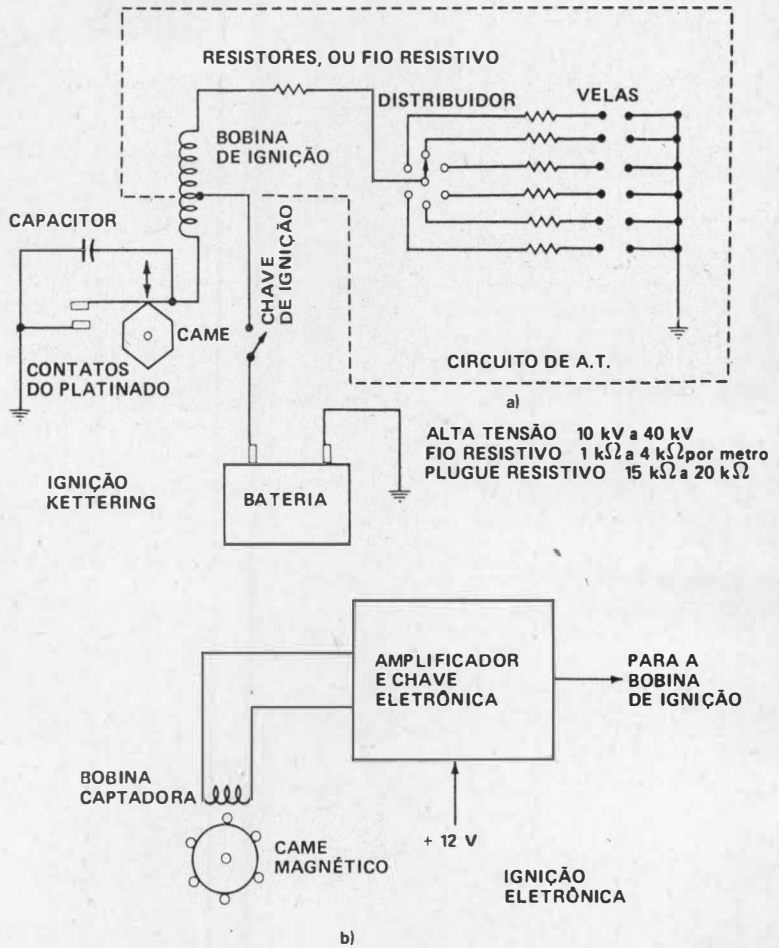 RESISTORES, OU FIO RESISTIVO
DISTRIBUIDOR
VELAS
BOBINA
DE IGNIÇÃO
CAPACITOR
CHAVE
DE IGNIÇÃO
CAME
CONTATOS
DO PLATINADO
CIRCUITO DE A.T.
a)
ALTA TENSÃO 10 kV a 40 kV
FIO RESISTIVO 1 kΩ a 4 kΩ por metro
PLUGUE RESISTIVO 15 kΩ a 20 kΩ
IGNIÇÃO
KETTERING
BATERIA
AMPLIFICADOR
E CHAVE
ELETRÔNICA
PARA A
BOBINA
DE IGNIÇÃO
BOBINA
CAPTADORA
+ 12 V
CAME
MAGNÉTICO
IGNIÇÃO
ELETRÔNICA
b)